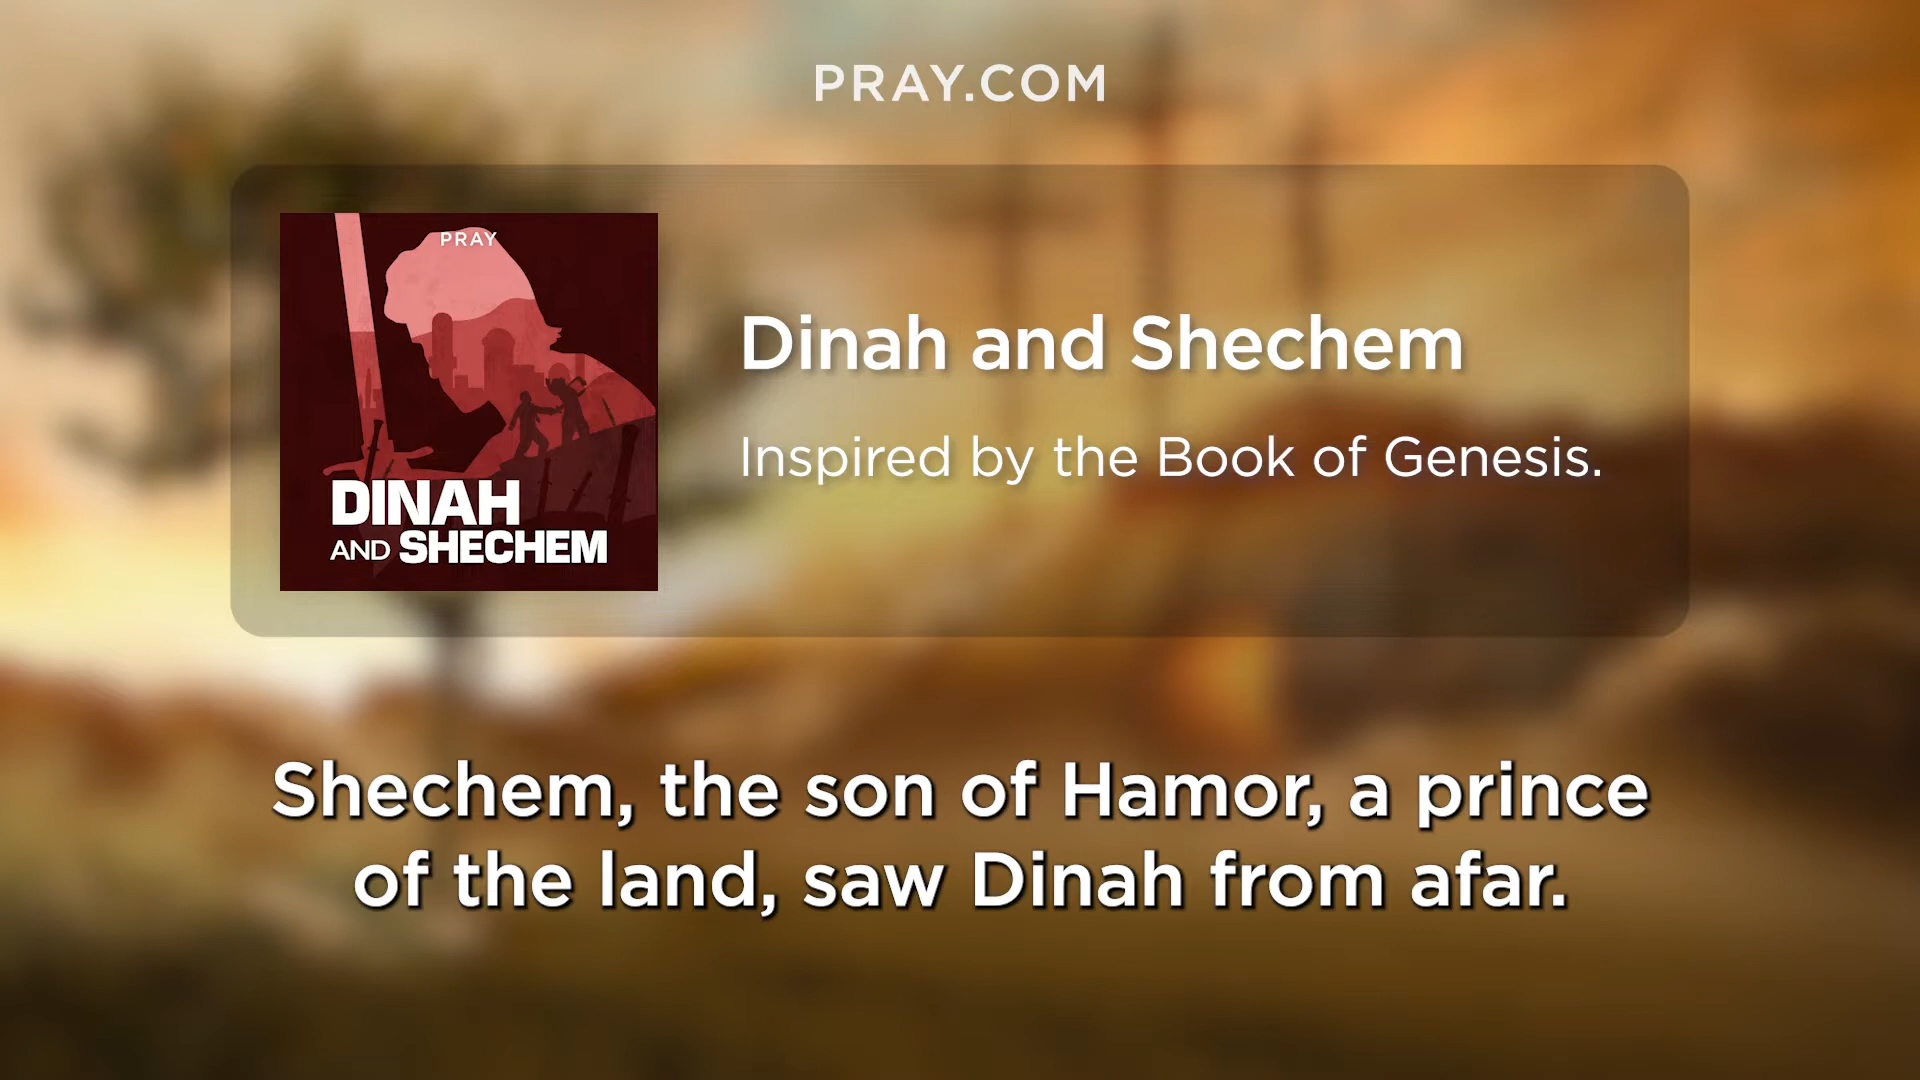 PRAY.COM
PRAY
DINAH
AND SHECHEM
Dinah and Shechem
Inspired by the Book of Genesis.
Shechem, the son of Hamor, a prince
of the land, saw Dinah from afar.